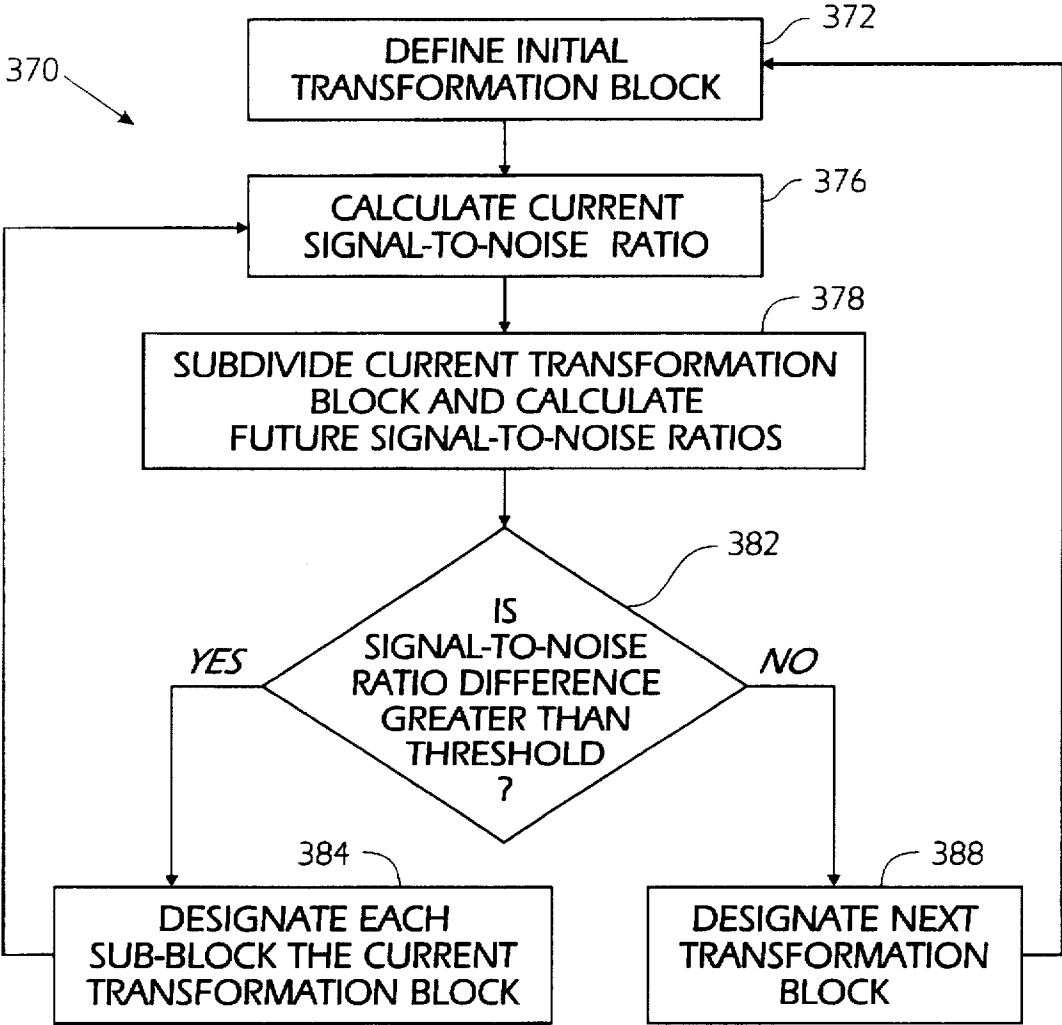 372
370
DEFINE INITIAL
TRANSFORMATION BLOCK
376
CALCULATE CURRENT
SIGNAL-TO-NOISE RATIO
378
SUBDIVIDE CURRENT TRANSFORMATION
BLOCK AND CALCULATE
FUTURE SIGNAL-TO-NOISE RATIOS
382
IS
SIGNAL-TO-NOISE
RATIO DIFFERENCE
GREATER THAN
THRESHOLD
?
YES
NO
384
DESIGNATE EACH
SUB-BLOCK THE CURRENT
TRANSFORMATION BLOCK
388
DESIGNATE NEXT
TRANSFORMATION
BLOCK